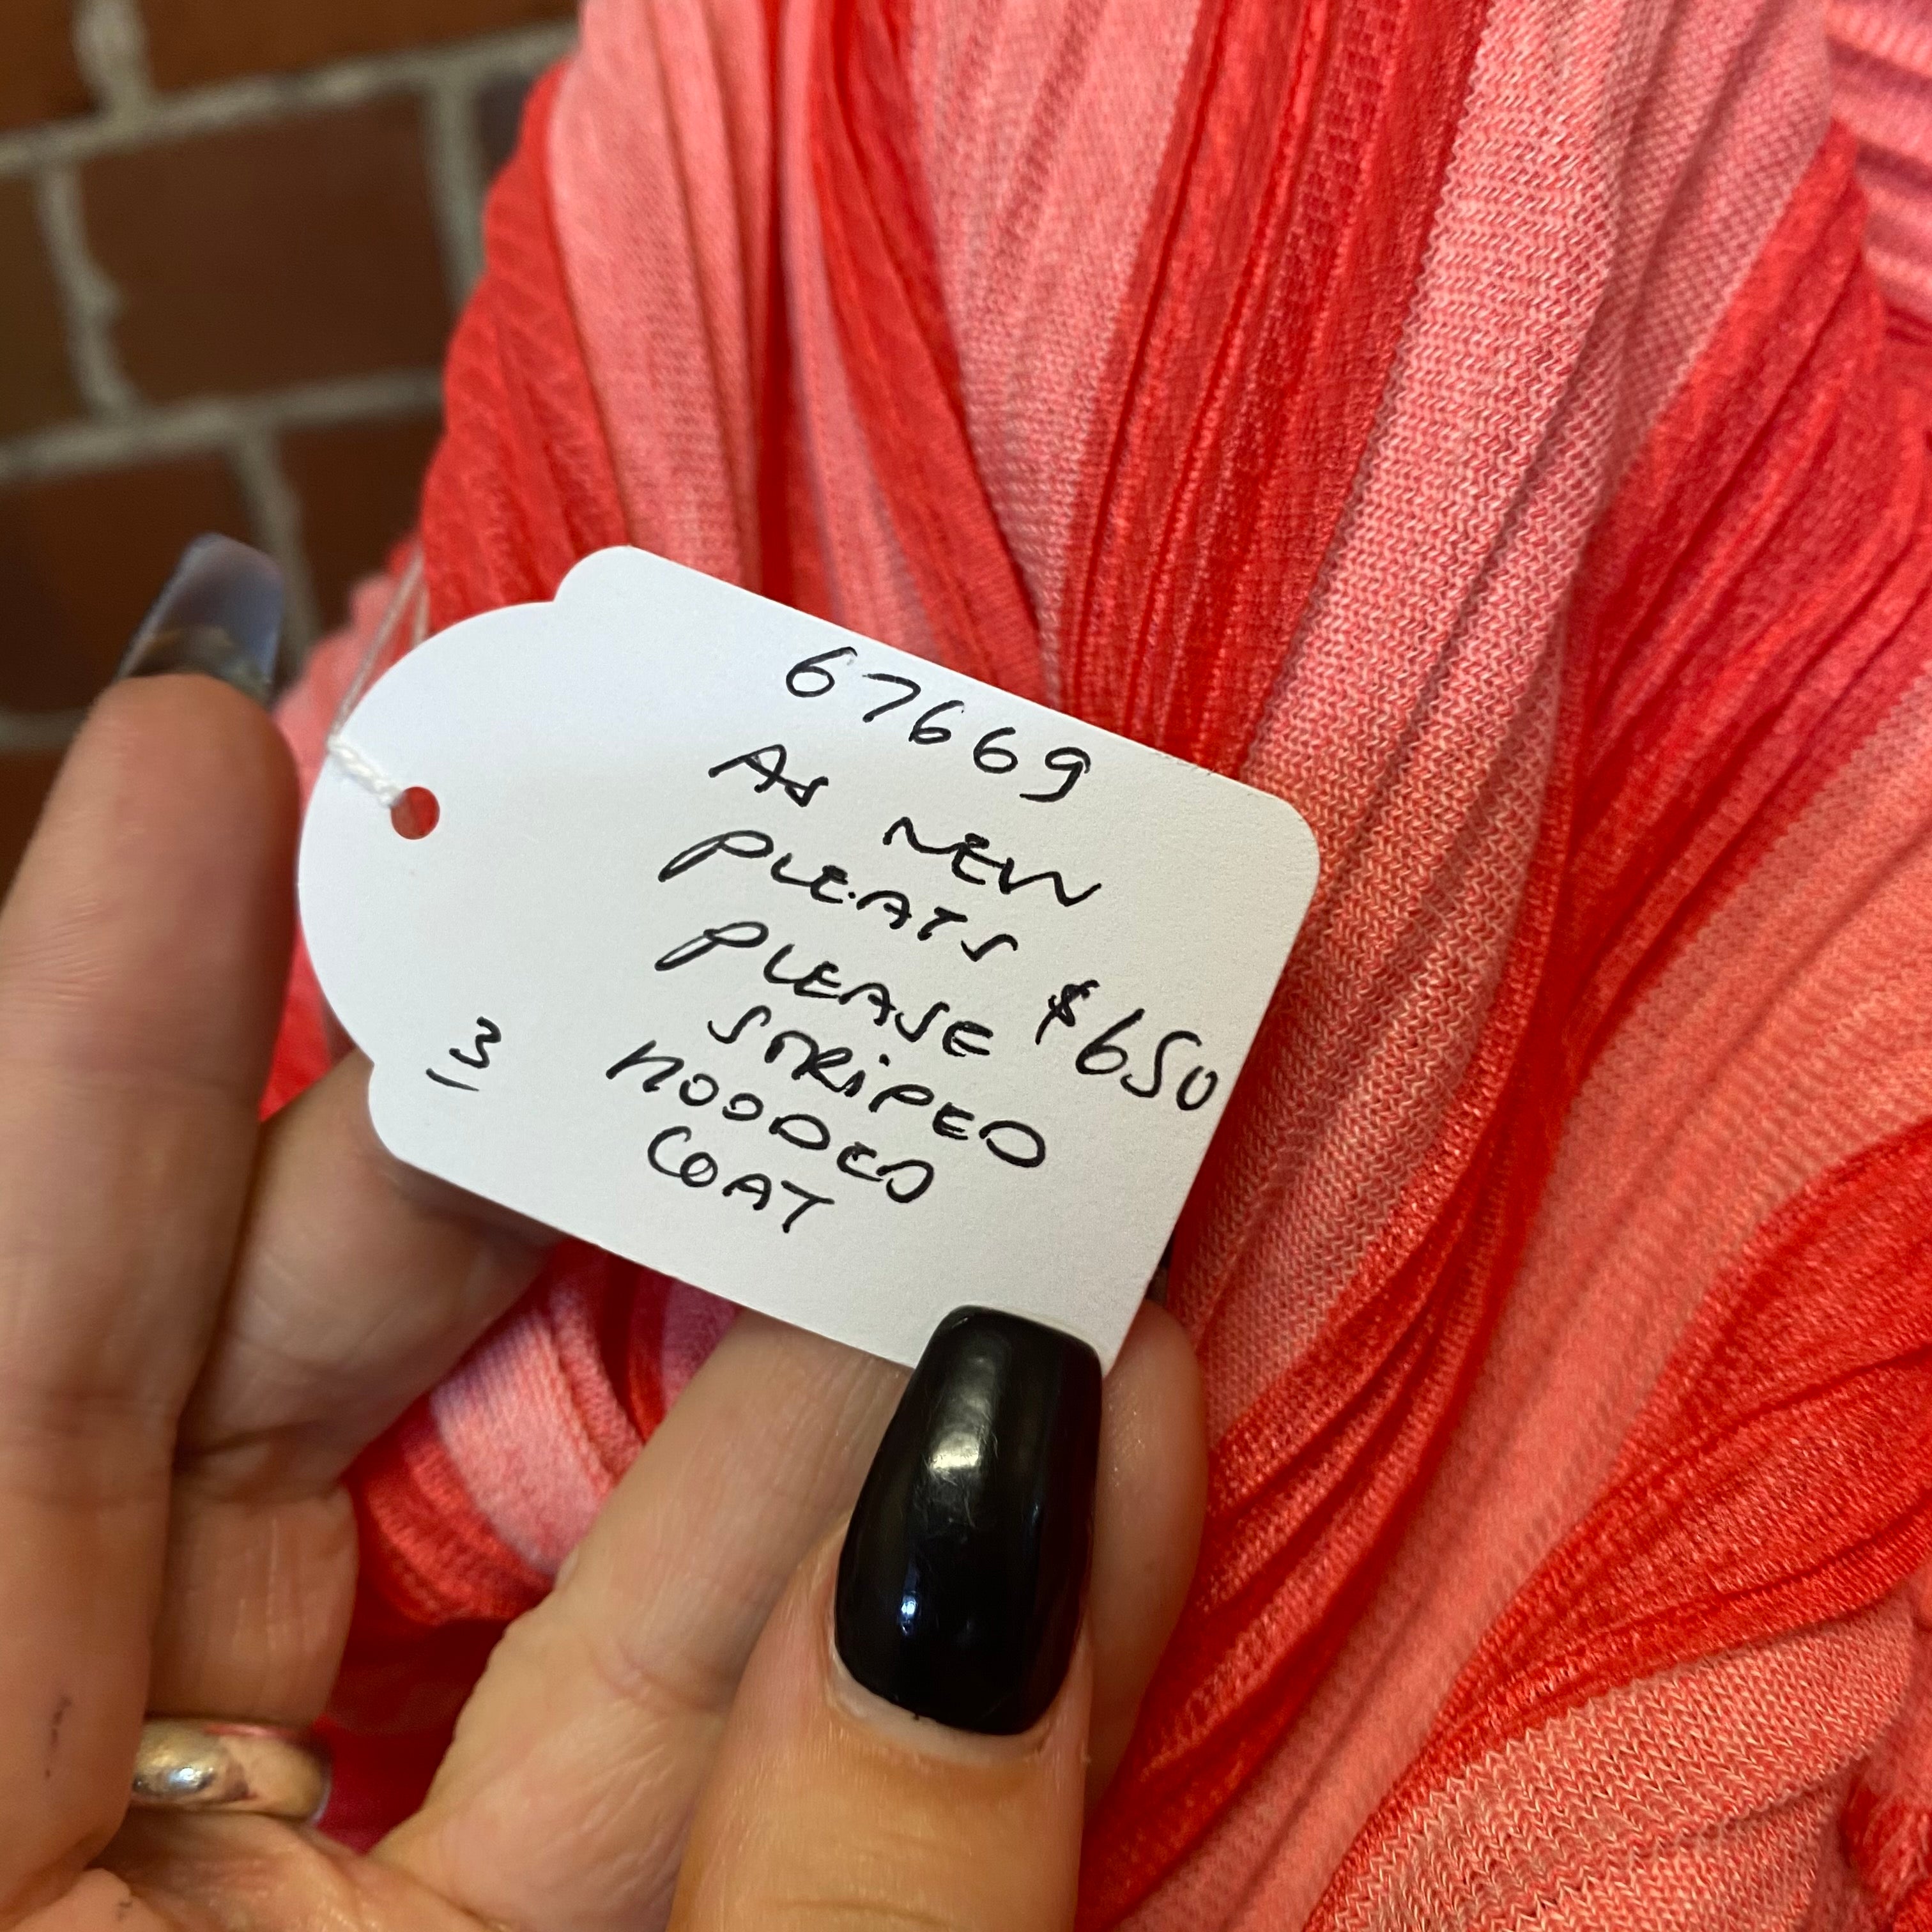 67669
As NEW
PLEATS
PLEASE $650
STRIPED
HOODED
COAT
3